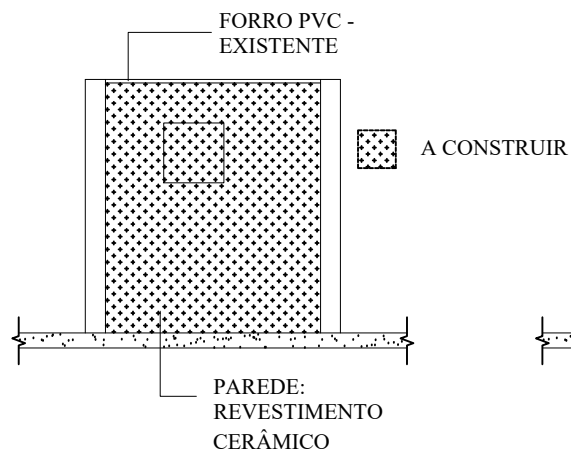 FORRO PVC -
EXISTENTE
A CONSTRUIR
PAREDE:
REVESTIMENTO
CERÂMICO